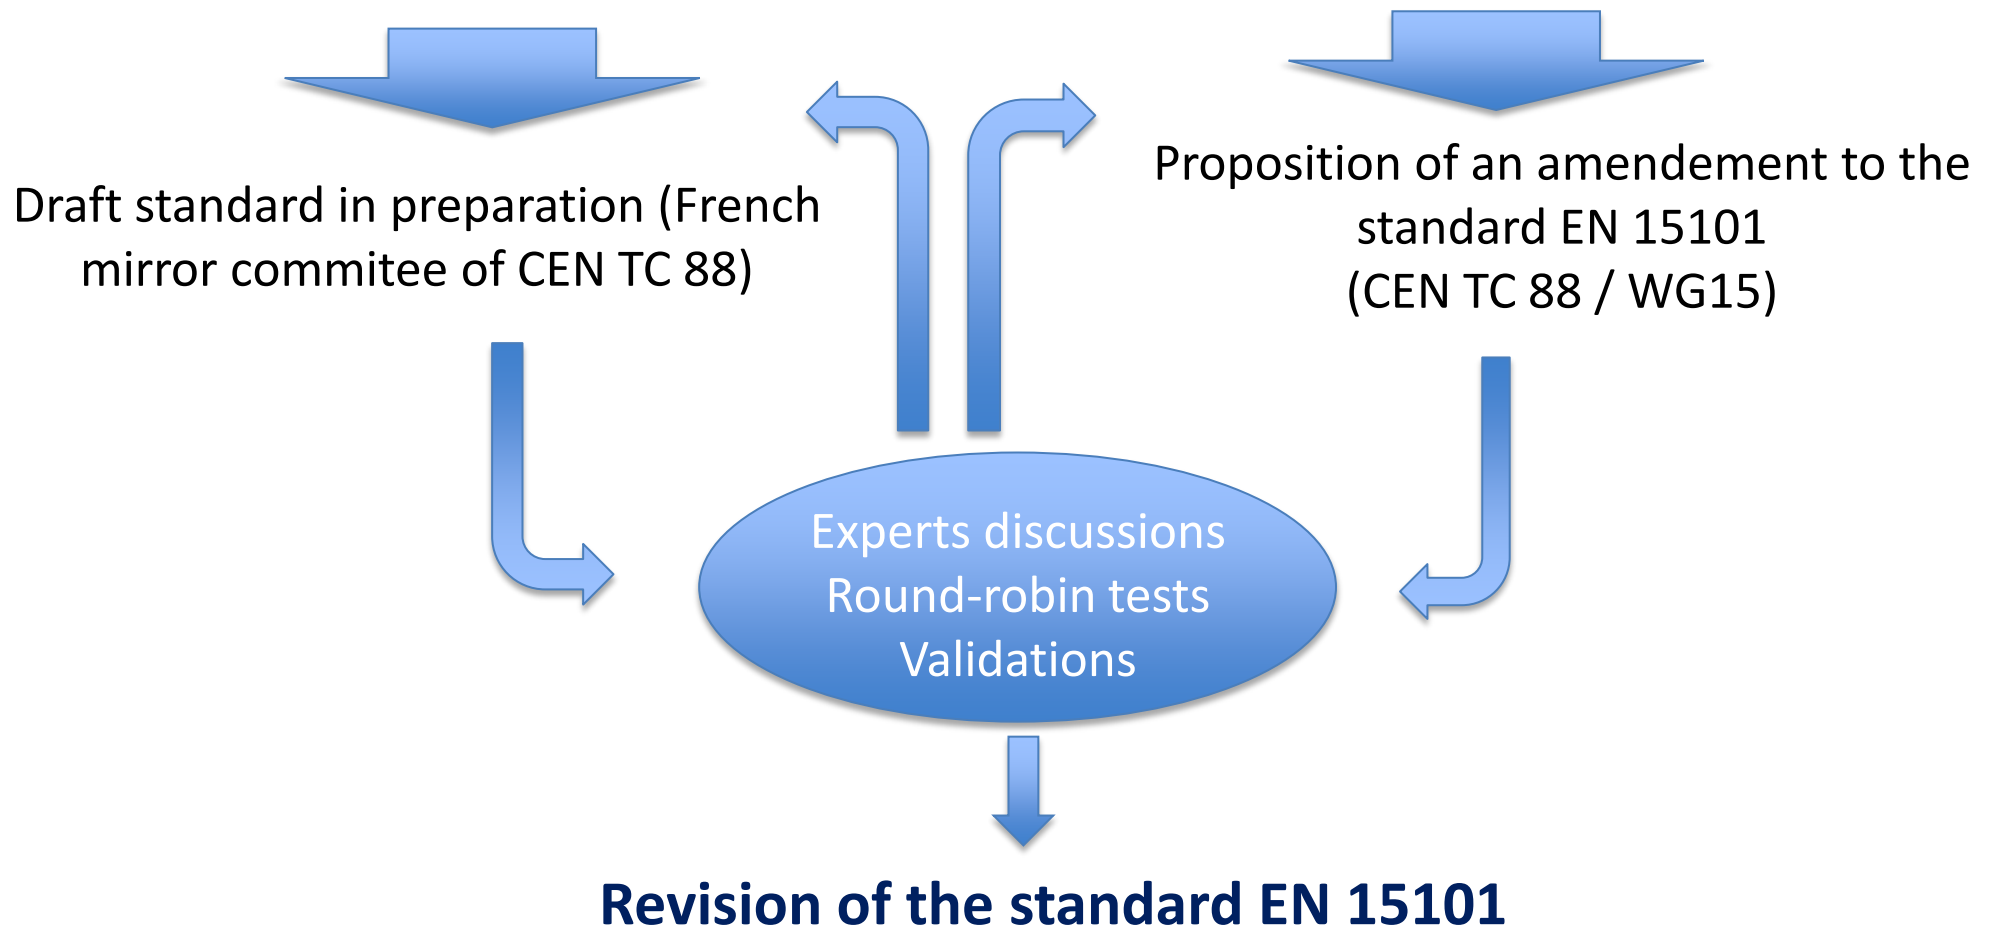 Draft standard in preparation (French
mirror commitee of CEN TC 88)
Proposition of an amendement to the
standard EN 15101
(CEN TC 88 / WG15)
Experts discussions
Round-robin tests
Validations
Revision of the standard EN 15101